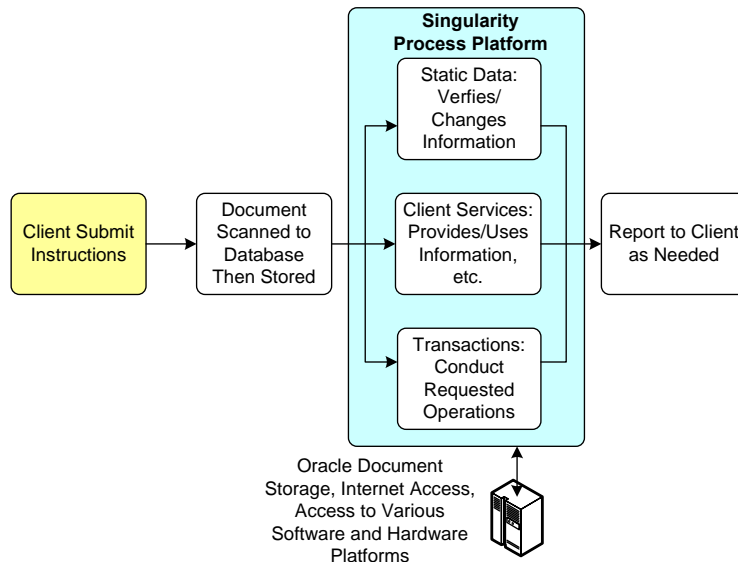 Singularity
Process Platform
Static Data:
Verfies/
Changes
Information
Client Submit
Instructions
Document
Scanned to
Database
Then Stored
Client Services:
Provides/Uses
Information,
etc.
Report to Client
as Needed
Transactions:
Conduct
Requested
Operations
Oracle Document
Storage, Internet Access,
Access to Various
Software and Hardware
Platforms